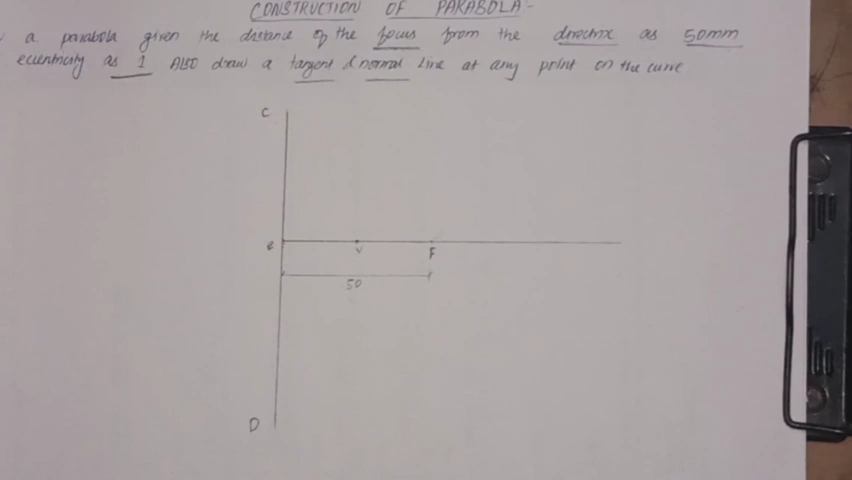 CONSTRUCTION OF PARABOLA-
a parabola given the distance of the focus from the directrix as 50mm
eccentricity as 1 Also draw a tangent & normal line at any point on the curve
C
e V F
50
D